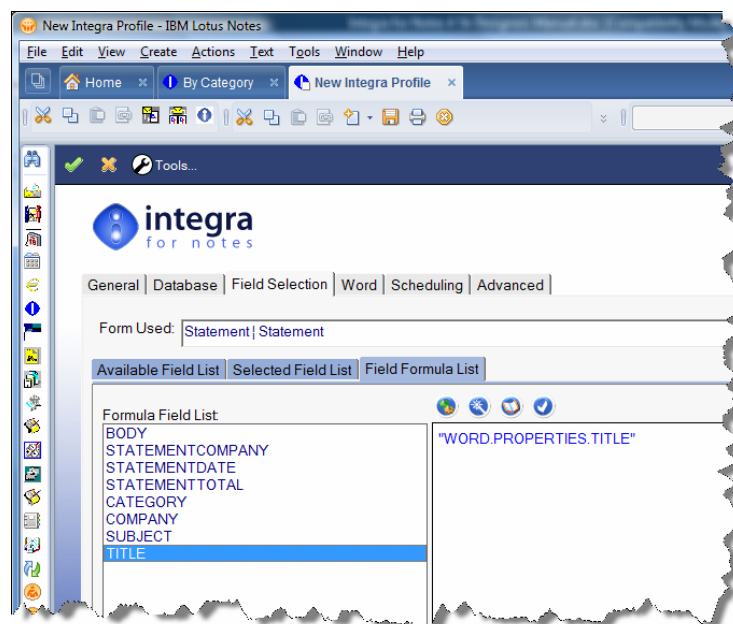 New Integra Profile - IBM Lotus Notes
File Edit View Create Actions Text Tools Window Help
Home By Category New Integra Profile
Tools...
integra
for notes
General Database Field Selection Word Scheduling Advanced
Form Used: Statement¦ Statement
Available Field List Selected Field List Field Formula List
Formula Field List:
BODY
"WORD.PROPERTIES.TITLE"
STATEMENTCOMPANY
STATEMENTDATE
STATEMENTTOTAL
CATEGORY
COMPANY
SUBJECT
TITLE